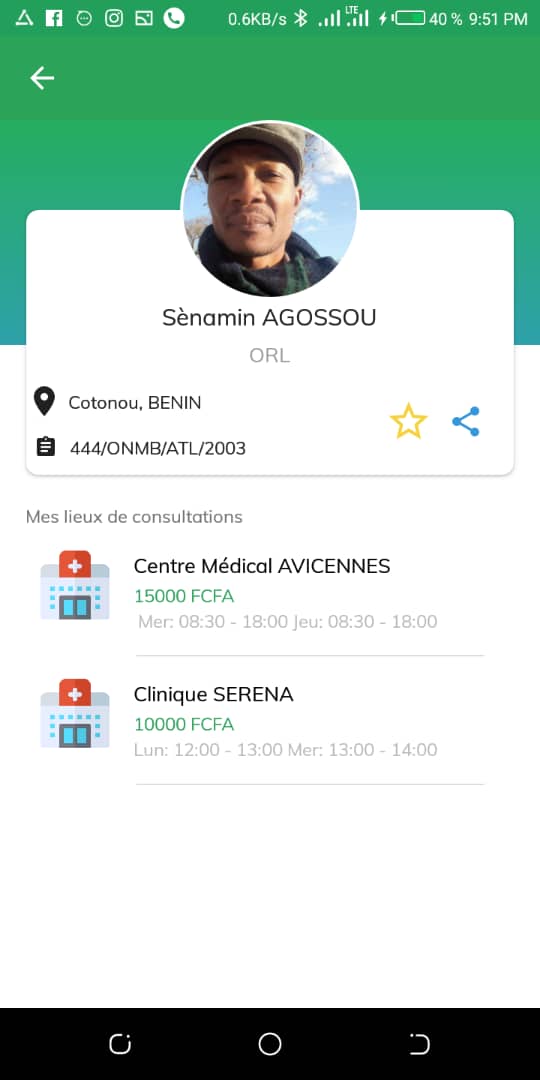 0.6KB/s LTE 40 % 9:51 PM
Sènamin AGOSSOU
ORL
Cotonou, BENIN
444/ONMB/ATL/2003
Mes lieux de consultations
Centre Médical AVICENNES
15000 FCFA
Mer: 08:30 - 18:00 Jeu: 08:30 - 18:00
Clinique SERENA
10000 FCFA
Lun: 12:00 - 13:00 Mer: 13:00 - 14:00